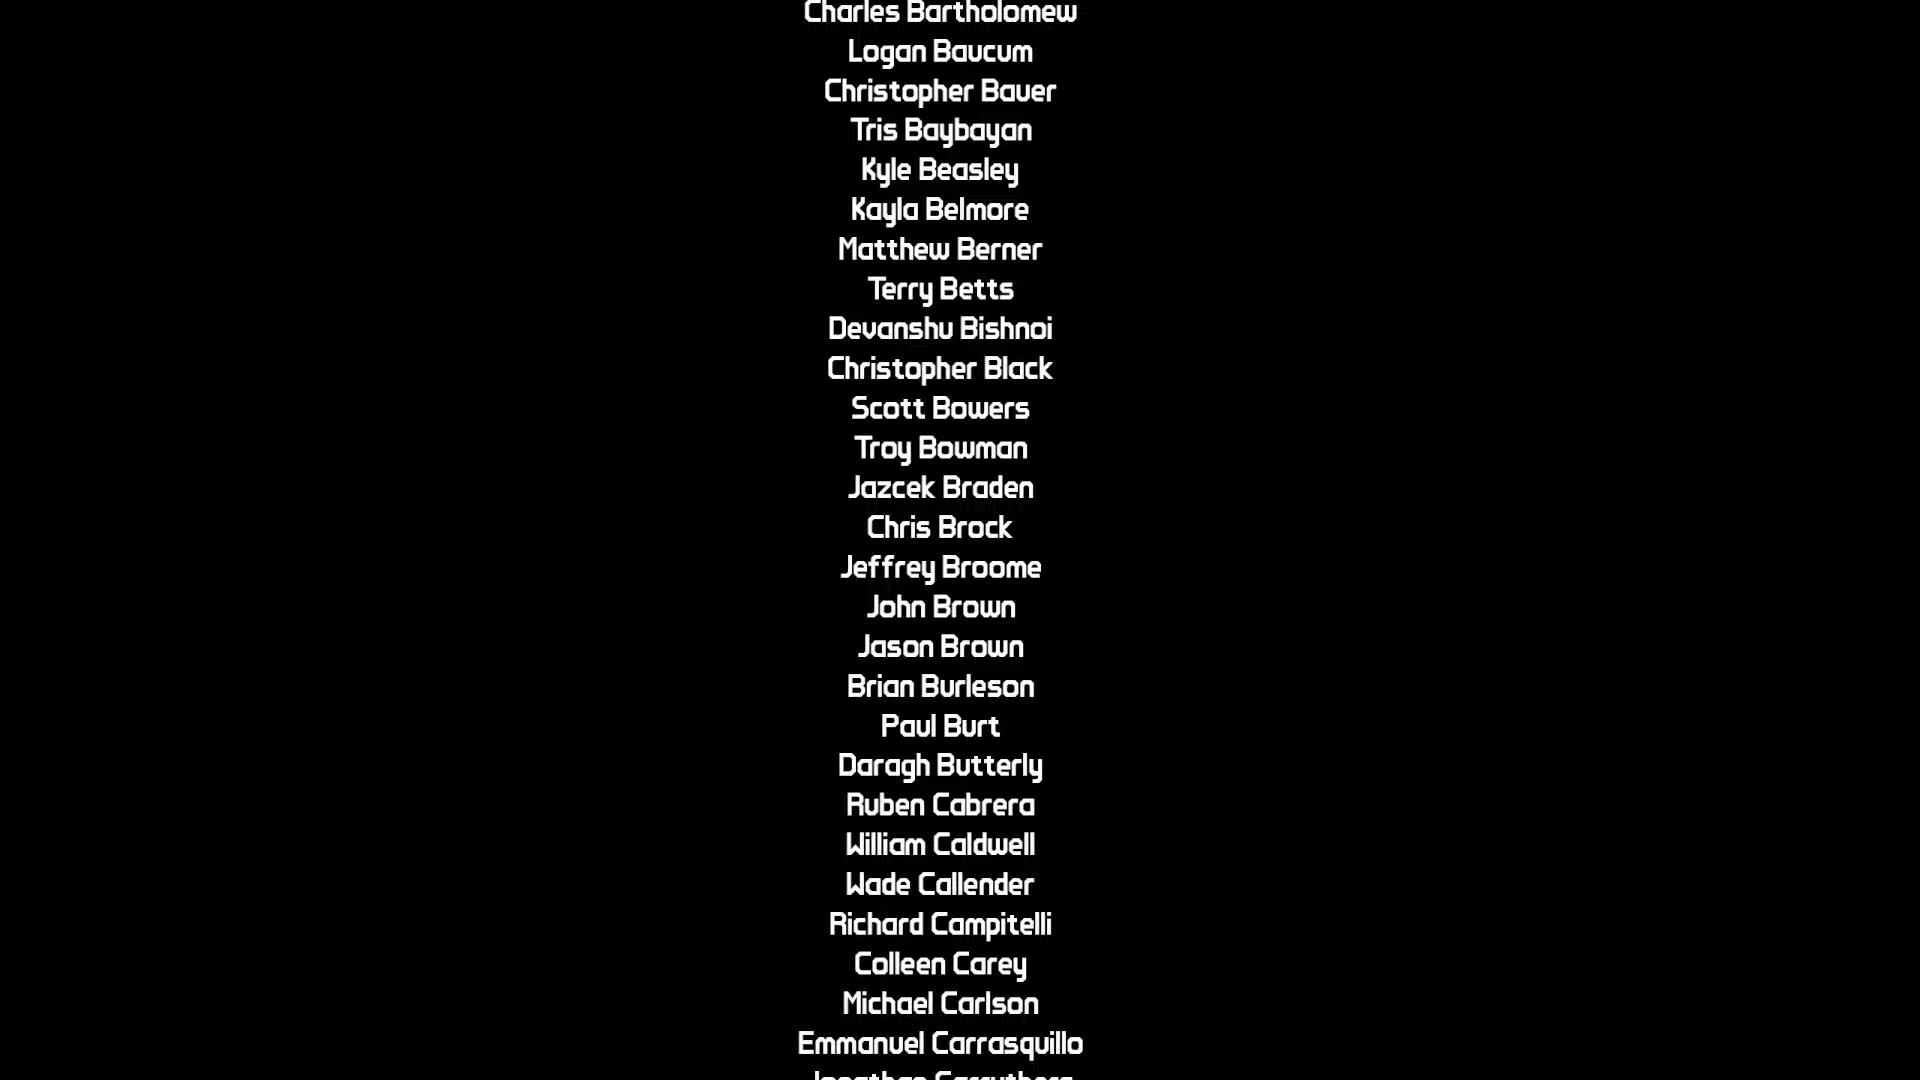 Charles Bartholomew
Logan Baucum
Christopher Bauer
Tris Baybayan
Kyle Beasley
Kayla Belmore
Matthew Berner
Terry Betts
Devanshu Bishnoi
Christopher Black
Scott Bowers
Troy Bowman
Jazcek Braden
Chris Brock
Jeffrey Broome
John Brown
Jason Brown
Brian Burleson
Paul Burt
Daragh Butterly
Ruben Cabrera
William Caldwell
Wade Callender
Richard Campitelli
Colleen Carey
Michael Carlson
Emmanuel Carrasquillo